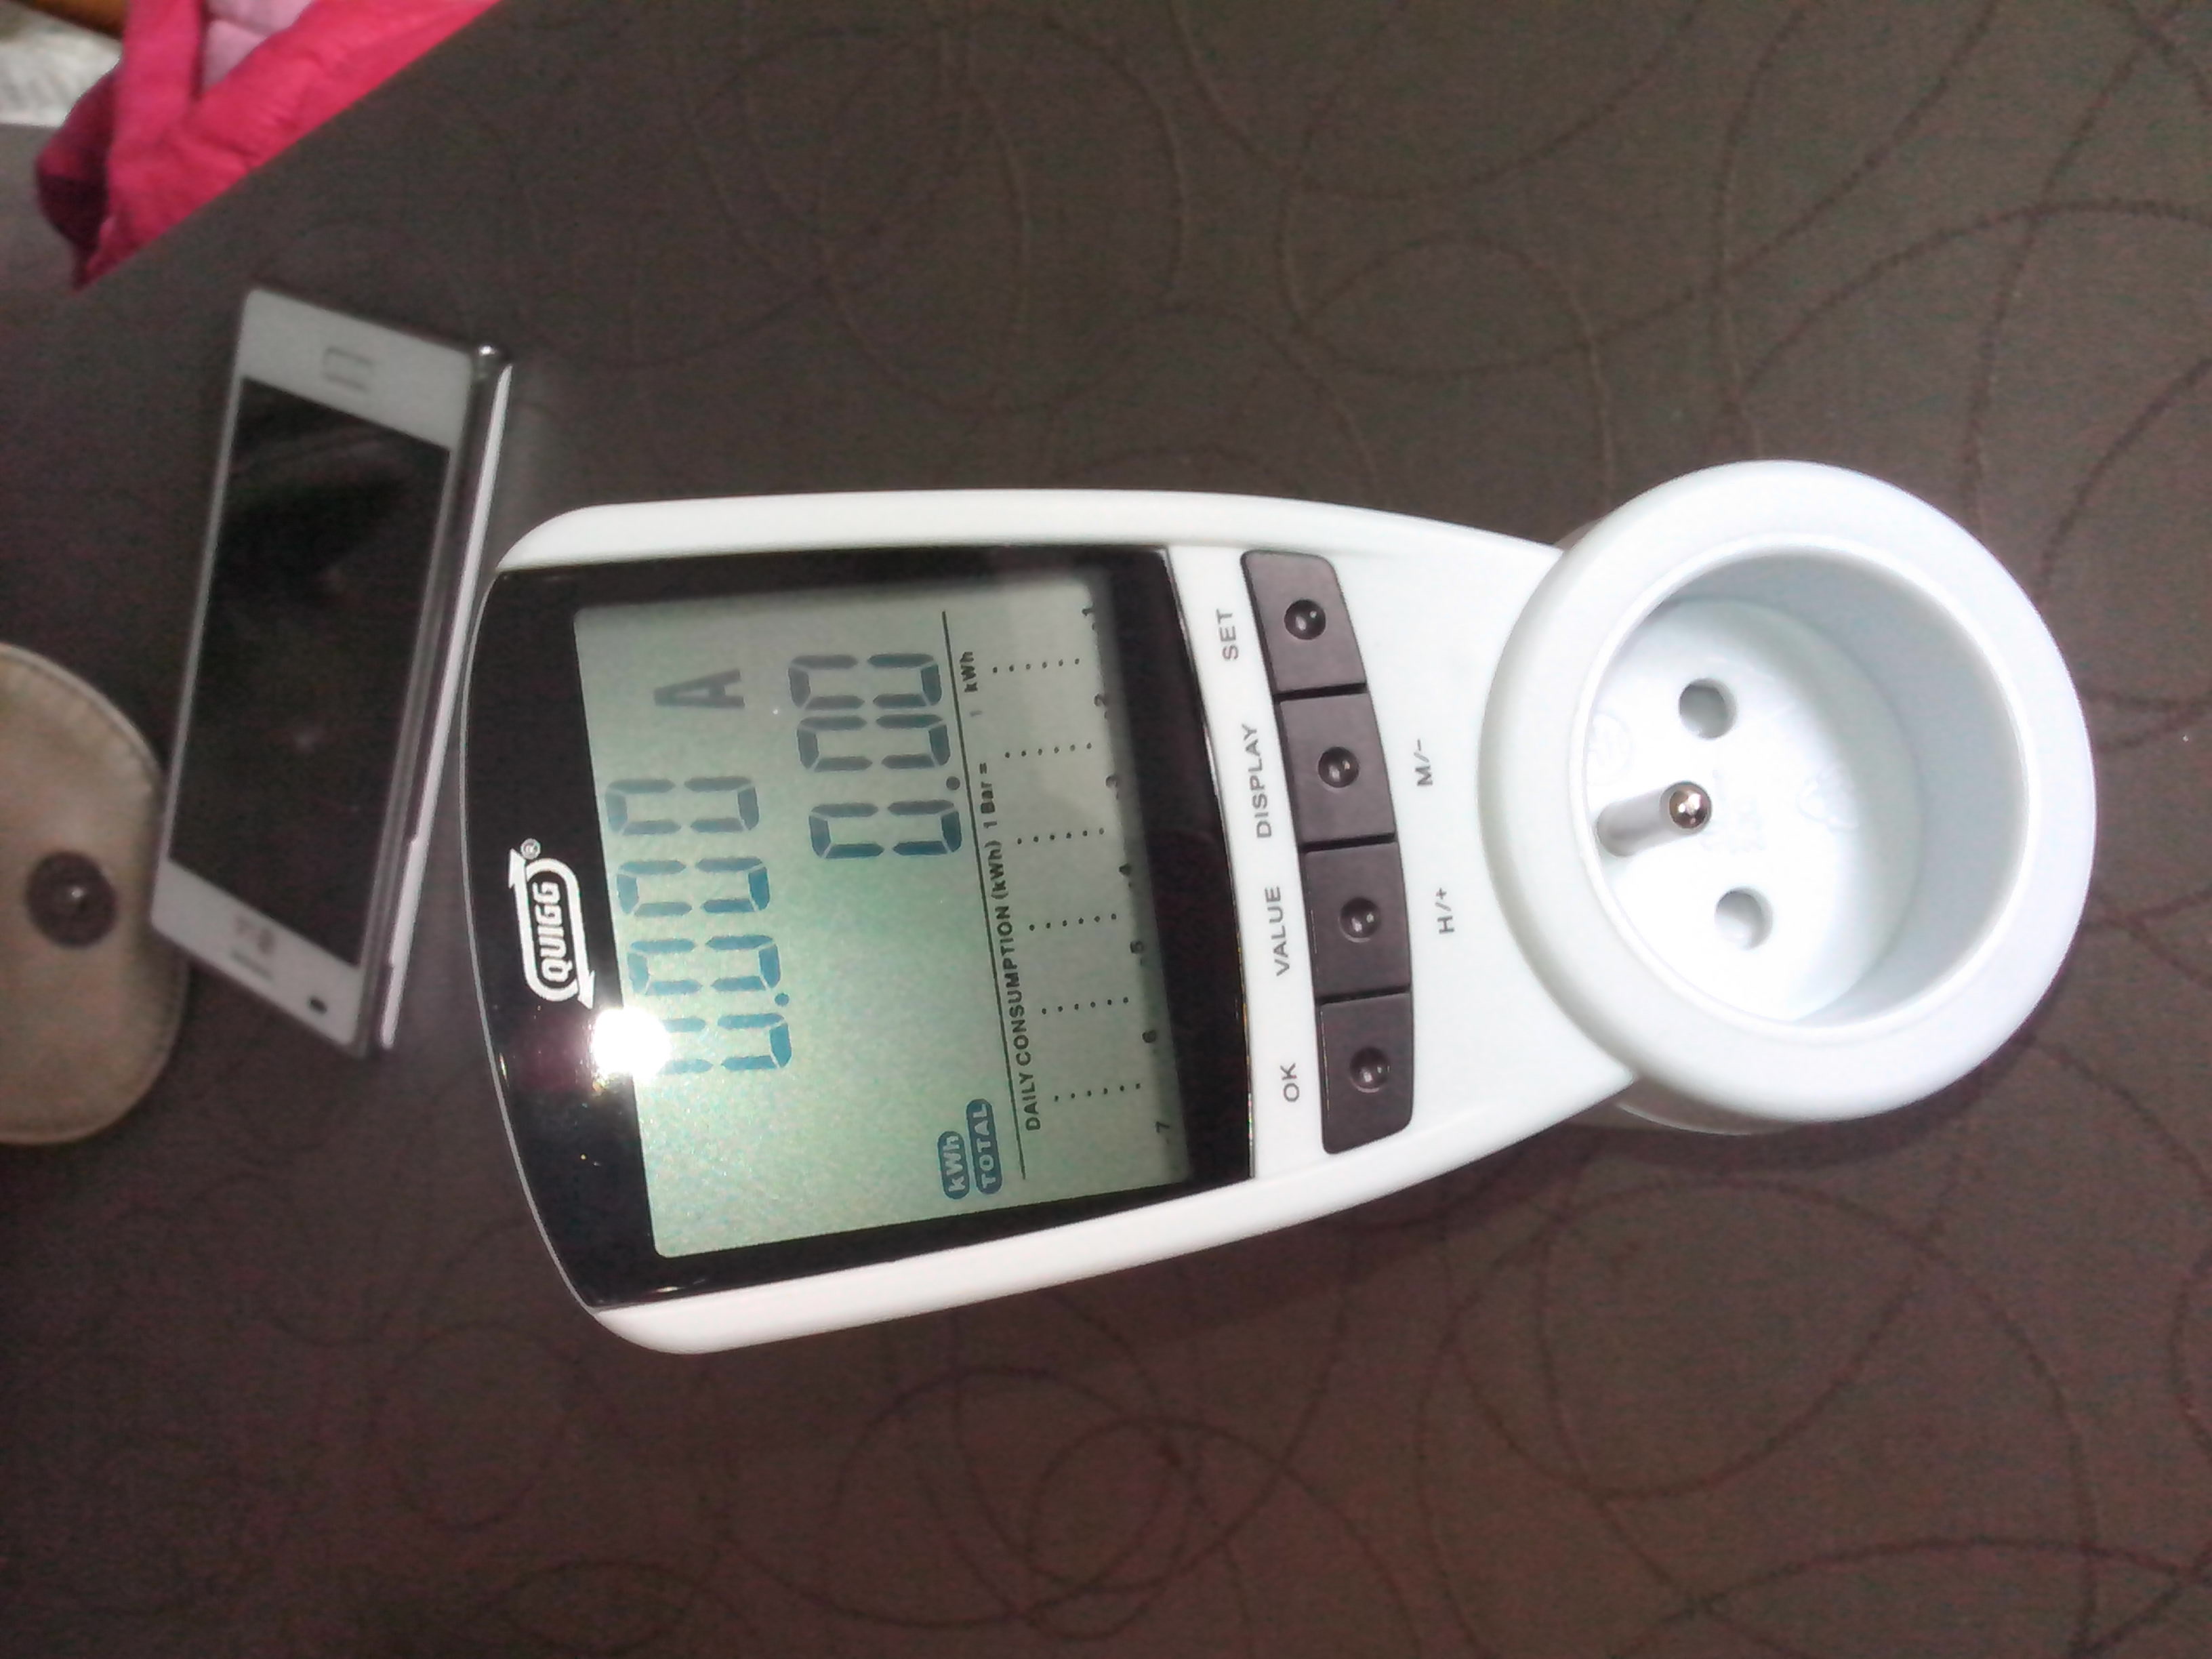 QUIGG®
0.000 A
0.00
kWh
TOTAL
DAILY CONSUMPTION (kWh) 1 Bar = 1 kWh
-7 -6 -5 -4 -3 -2 -1
OK VALUE DISPLAY SET
H/+ M/−